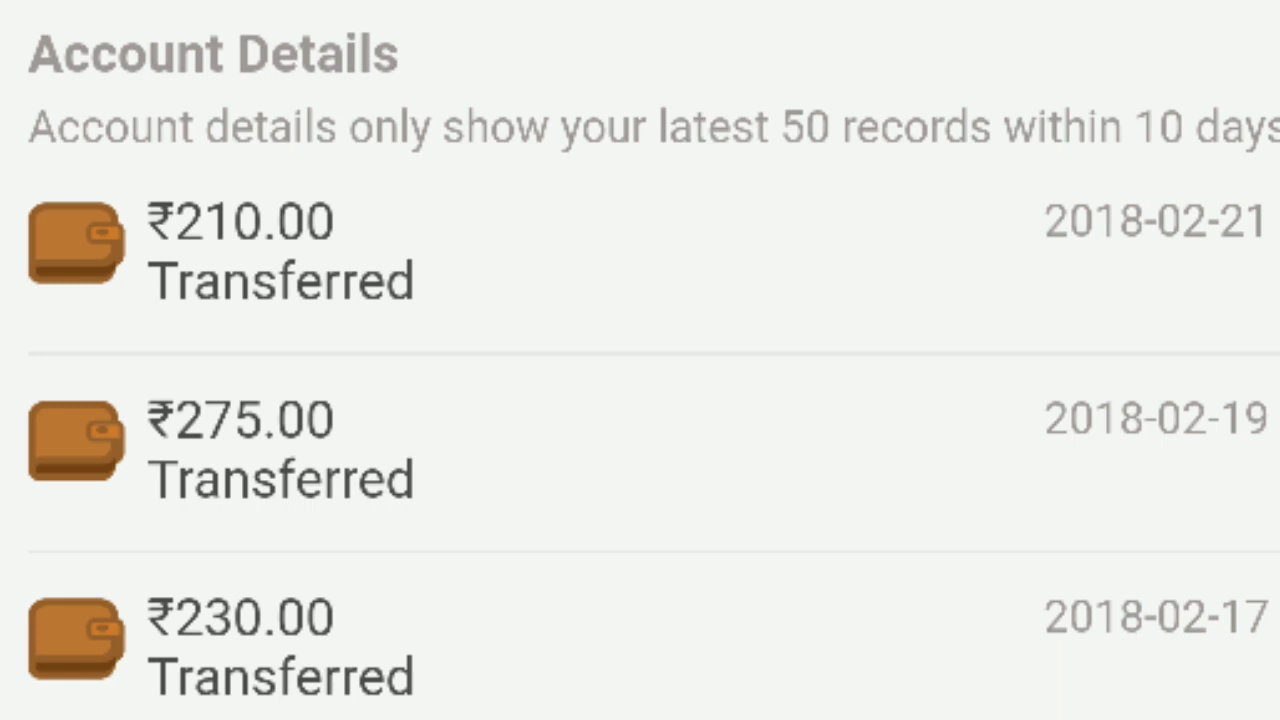 Account Details
Account details only show your latest 50 records within 10 days
₹210.00
2018-02-21
Transferred
₹275.00
2018-02-19
Transferred
₹230.00
2018-02-17
Transferred